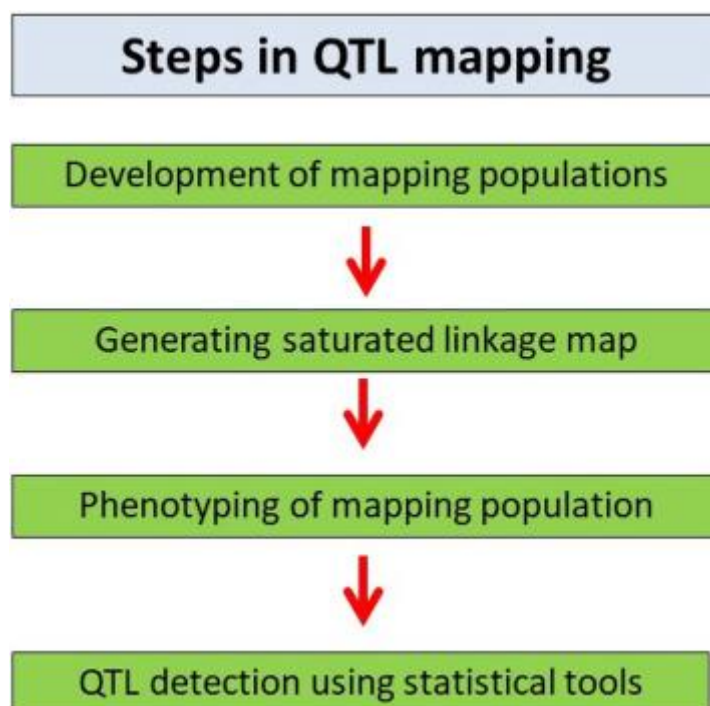 Steps in QTL mapping
Development of mapping populations
Generating saturated linkage map
Phenotyping of mapping population
QTL detection using statistical tools